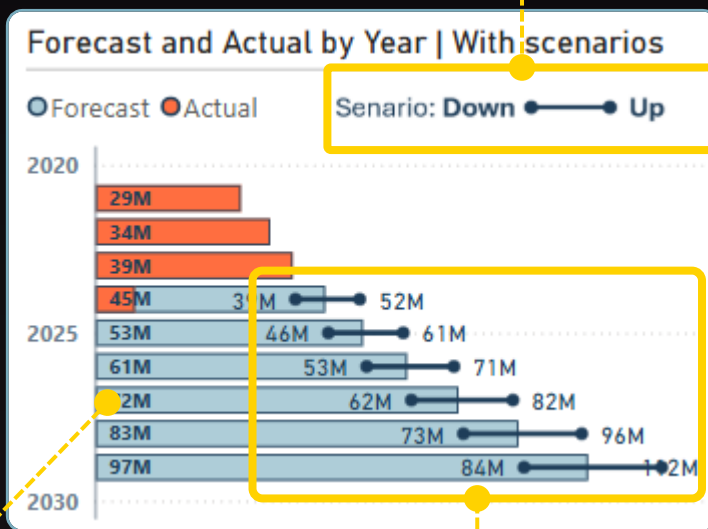 Forecast and Actual by Year | With scenarios
Forecast Actual Senario: Down Up
2020
29M
34M
39M
45M 39M 52M
2025 53M 46M 61M
61M 53M 71M
62M 82M
83M 73M 96M
97M 84M
2030